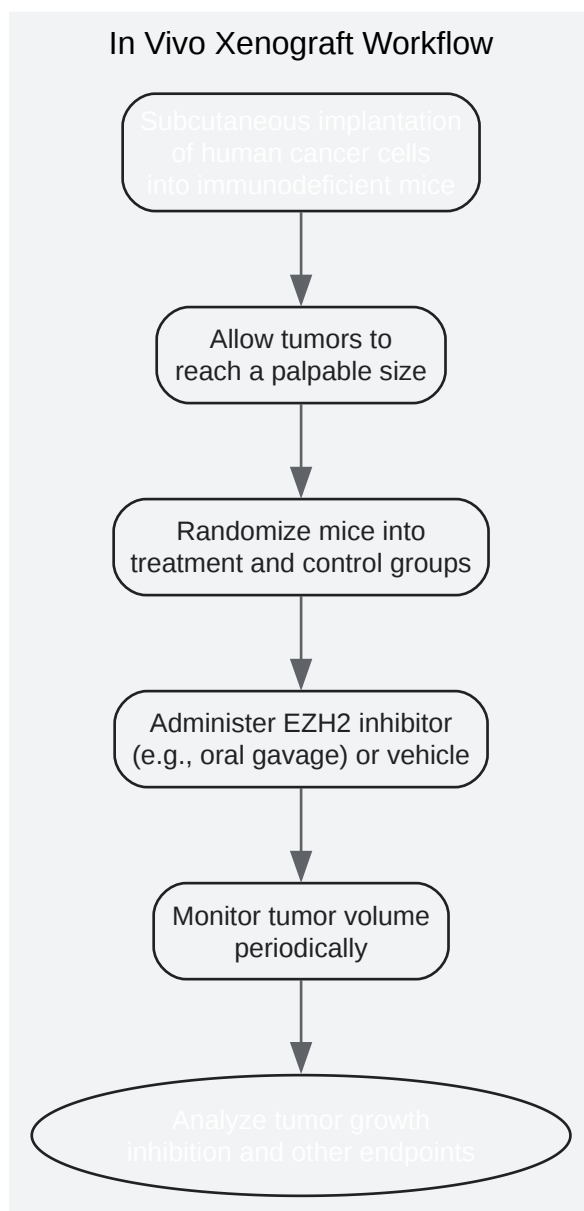 In Vivo Xenograft Workflow
Subcutaneous implantation
of human cancer cells
into immunodeficient mice
Allow tumors to
reach a palpable size
Randomize mice into
treatment and control groups
Administer EZH2 inhibitor
(e.g., oral gavage) or vehicle
Monitor tumor volume
periodically
Analyze tumor growth
inhibition and other endpoints